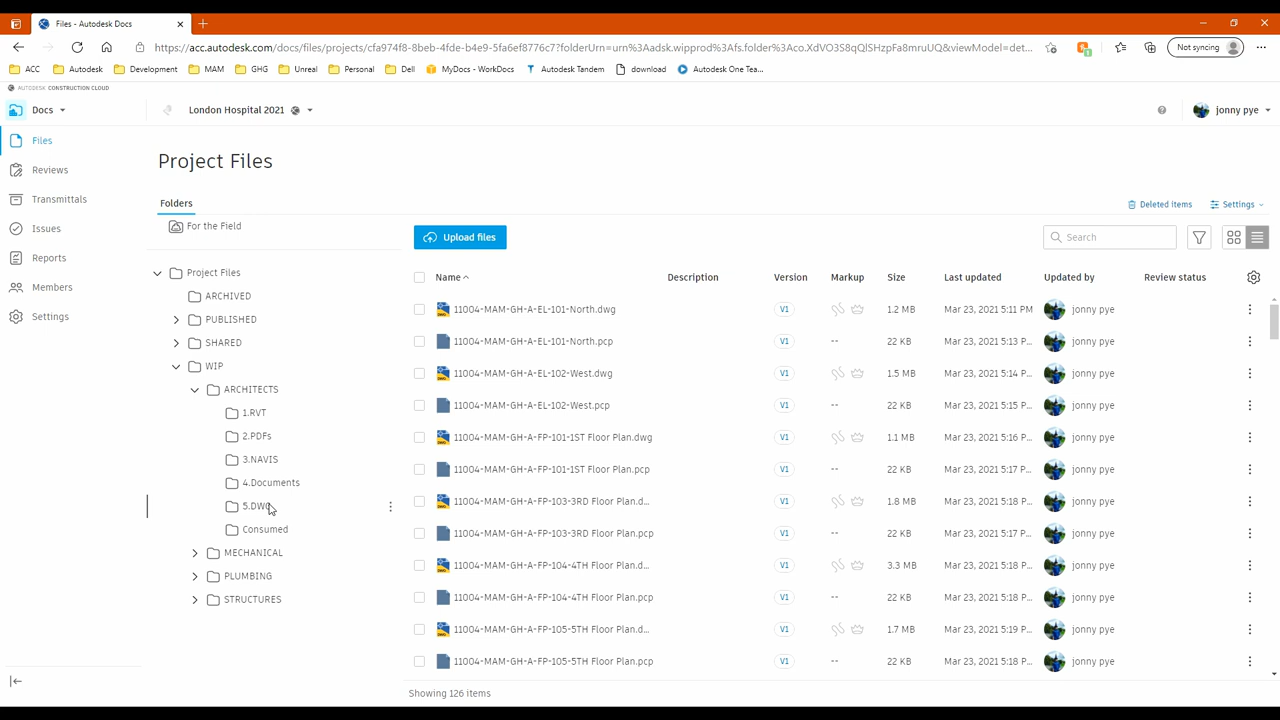 Files - Autodesk Docs
https://acc.autodesk.com/docs/files/projects/cfa974f8-8beb-4fde-b4e9-5fa6ef8776c7?folderUrn=urn%3Aadsk.wipprod%3Afs.folder%3Aco.XdVO3S8qQISHzpFa8mruUQ&viewModel=det...
Not syncing
ACC Autodesk Development MAM GHG Unreal Personal Dell MyDocs - WorkDocs Autodesk Tandem download Autodesk One Tea...
AUTODESK CONSTRUCTION CLOUD
Docs London Hospital 2021 jonny pye
Files
Reviews
Transmittals
Issues
Reports
Members
Settings
Project Files
Folders
Deleted items Settings
For the Field
Project Files
ARCHIVED
PUBLISHED
SHARED
WIP
ARCHITECTS
1.RVT
2.PDFs
3.NAVIS
4.Documents
5.DWG
Consumed
MECHANICAL
PLUMBING
STRUCTURES
Upload files Search
Name Description Version Markup Size Last updated Updated by Review status
11004-MAM-GH-A-EL-101-North.dwg V1 1.2 MB Mar 23, 2021 5:11 PM jonny pye
11004-MAM-GH-A-EL-101-North.pcp V1 -- 22 KB Mar 23, 2021 5:13 P... jonny pye
11004-MAM-GH-A-EL-102-West.dwg V1 1.5 MB Mar 23, 2021 5:14 P... jonny pye
11004-MAM-GH-A-EL-102-West.pcp V1 -- 22 KB Mar 23, 2021 5:15 P... jonny pye
11004-MAM-GH-A-FP-101-1ST Floor Plan.dwg V1 1.1 MB Mar 23, 2021 5:16 P... jonny pye
11004-MAM-GH-A-FP-101-1ST Floor Plan.pcp V1 -- 22 KB Mar 23, 2021 5:17 P... jonny pye
11004-MAM-GH-A-FP-103-3RD Floor Plan.d... V1 1.8 MB Mar 23, 2021 5:18 P... jonny pye
11004-MAM-GH-A-FP-103-3RD Floor Plan.pcp V1 -- 22 KB Mar 23, 2021 5:17 P... jonny pye
11004-MAM-GH-A-FP-104-4TH Floor Plan.d... V1 3.3 MB Mar 23, 2021 5:18 P... jonny pye
11004-MAM-GH-A-FP-104-4TH Floor Plan.pcp V1 -- 22 KB Mar 23, 2021 5:18 P... jonny pye
11004-MAM-GH-A-FP-105-5TH Floor Plan.d... V1 1.7 MB Mar 23, 2021 5:19 P... jonny pye
11004-MAM-GH-A-FP-105-5TH Floor Plan.pcp V1 -- 22 KB Mar 23, 2021 5:18 P... jonny pye
Showing 126 items